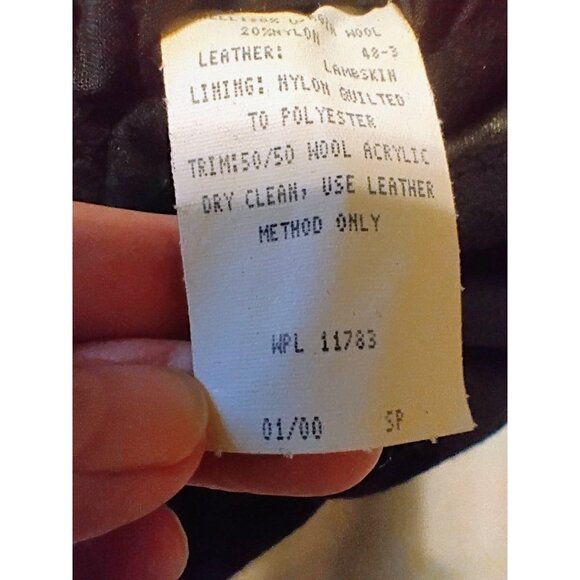 20%NYLON WOOL
LEATHER: 48-3
LAMBSKIN
LINING: NYLON QUILTED
TO POLYESTER
TRIM:50/50 WOOL ACRYLIC
DRY CLEAN, USE LEATHER
METHOD ONLY
WPL 11783
01/00 SP